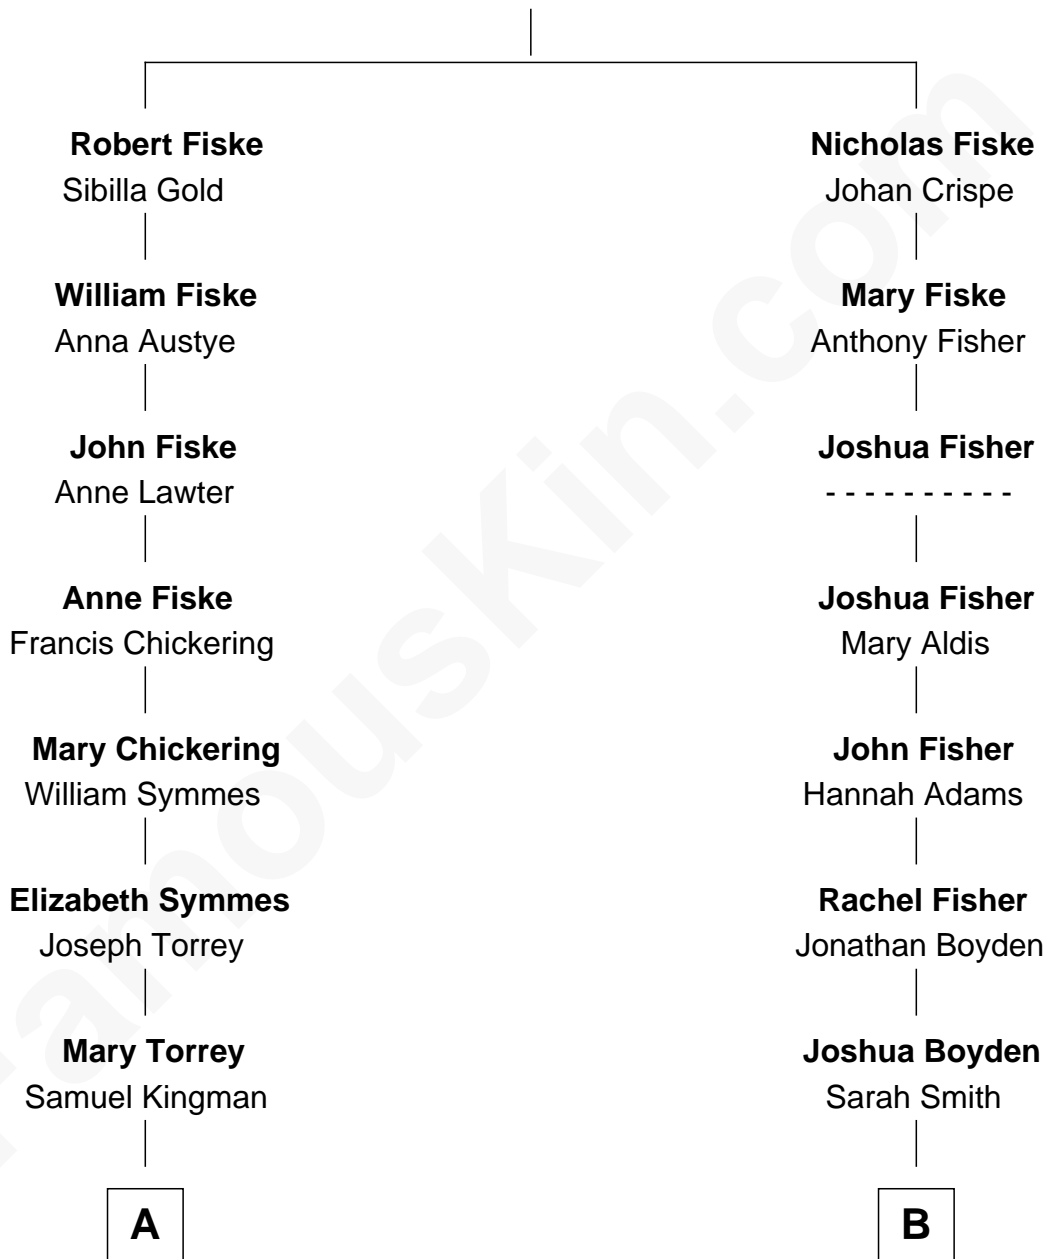 Robert Fiske
Sibilla Gold
William Fiske
Anna Austye
John Fiske
Anne Lawter
Anne Fiske
Francis Chickering
Mary Chickering
William Symmes
Elizabeth Symmes
Joseph Torrey
Mary Torrey
Samuel Kingman
A
Nicholas Fiske
Johan Crispe
Mary Fiske
Anthony Fisher
Joshua Fisher
- - - - - - - - - -
Joshua Fisher
Mary Aldis
John Fisher
Hannah Adams
Rachel Fisher
Jonathan Boyden
Joshua Boyden
Sarah Smith
B
FamousKin.com